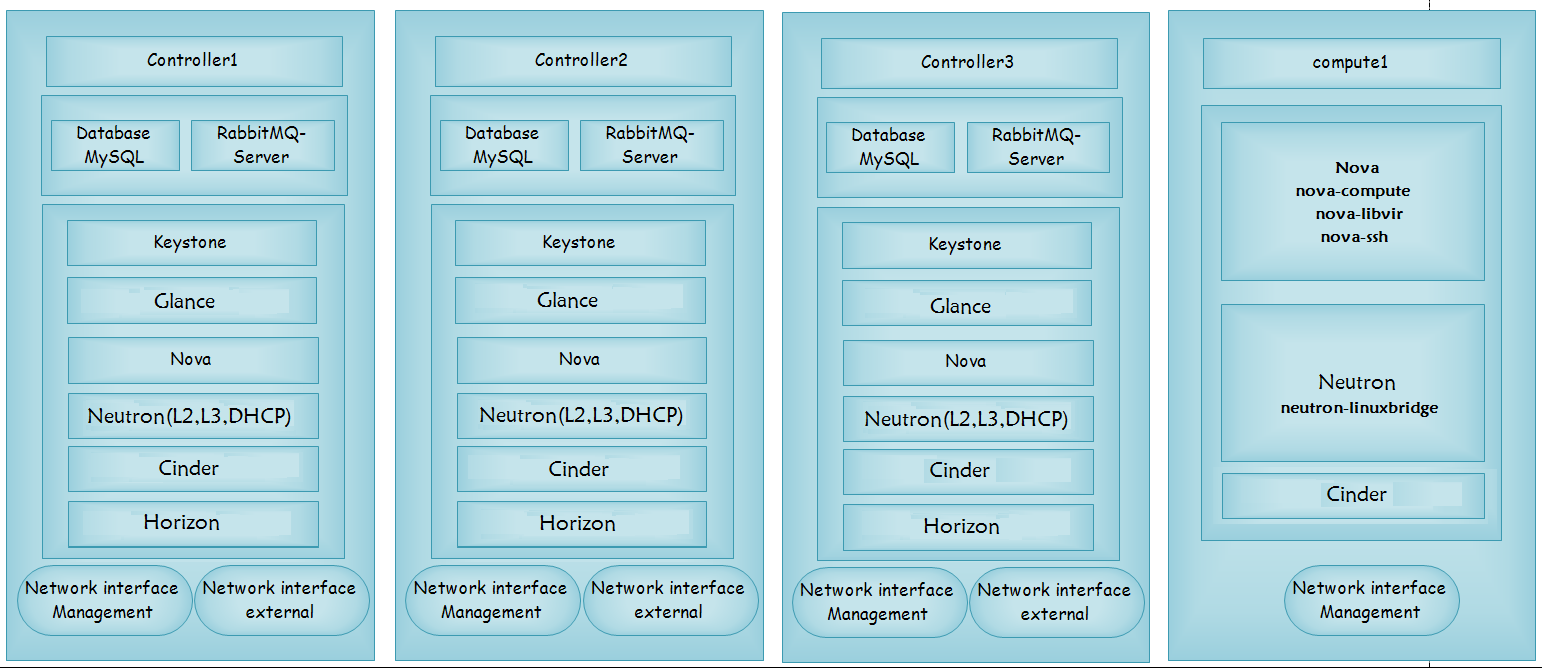 Controller1
Database
MySQL
RabbitMQ-
Server
Keystone
Glance
Nova
Neutron(L2,L3,DHCP)
Cinder
Horizon
Network interface
Management
Network interface
external
Controller2
Database
MySQL
RabbitMQ-
Server
Keystone
Glance
Nova
Neutron(L2,L3,DHCP)
Cinder
Horizon
Network interface
Management
Network interface
external
Controller3
Database
MySQL
RabbitMQ-
Server
Keystone
Glance
Nova
Neutron(L2,L3,DHCP)
Cinder
Horizon
Network interface
Management
Network interface
external
compute1
Nova
nova-compute
nova-libvir
nova-ssh
Neutron
neutron-linuxbridge
Cinder
Network interface
Management